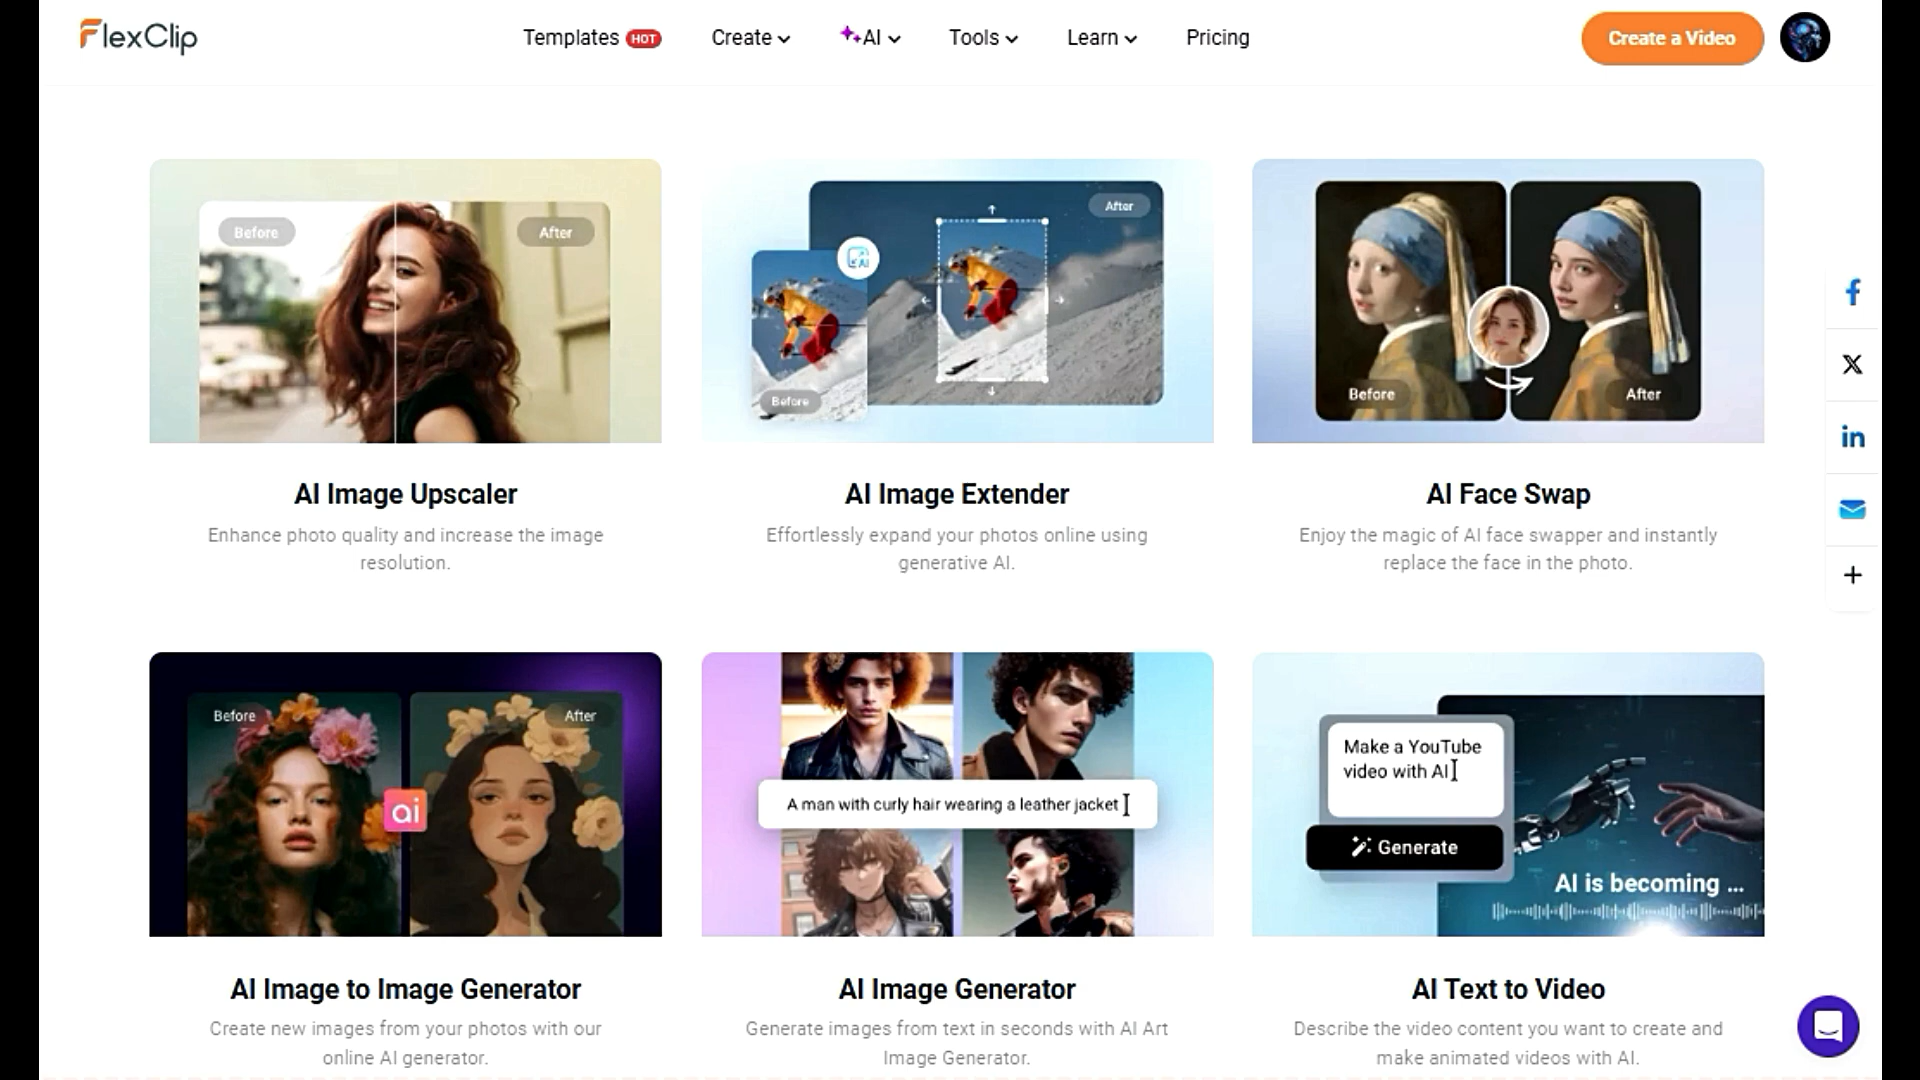 FlexClip
Templates HOT
Create
AI
Tools
Learn
Pricing
Create a Video
Before
After
After
AI
Before
Before
After
AI Image Upscaler
Enhance photo quality and increase the image
resolution.
AI Image Extender
Effortlessly expand your photos online using
generative AI.
AI Face Swap
Enjoy the magic of AI face swapper and instantly
replace the face in the photo.
f
X
in
Before
After
ai
A man with curly hair wearing a leather jacket
Make a YouTube
video with AI
Generate
AI is becoming ...
AI Image to Image Generator
Create new images from your photos with our
online AI generator.
AI Image Generator
Generate images from text in seconds with AI Art
Image Generator.
AI Text to Video
Describe the video content you want to create and
make animated videos with AI.